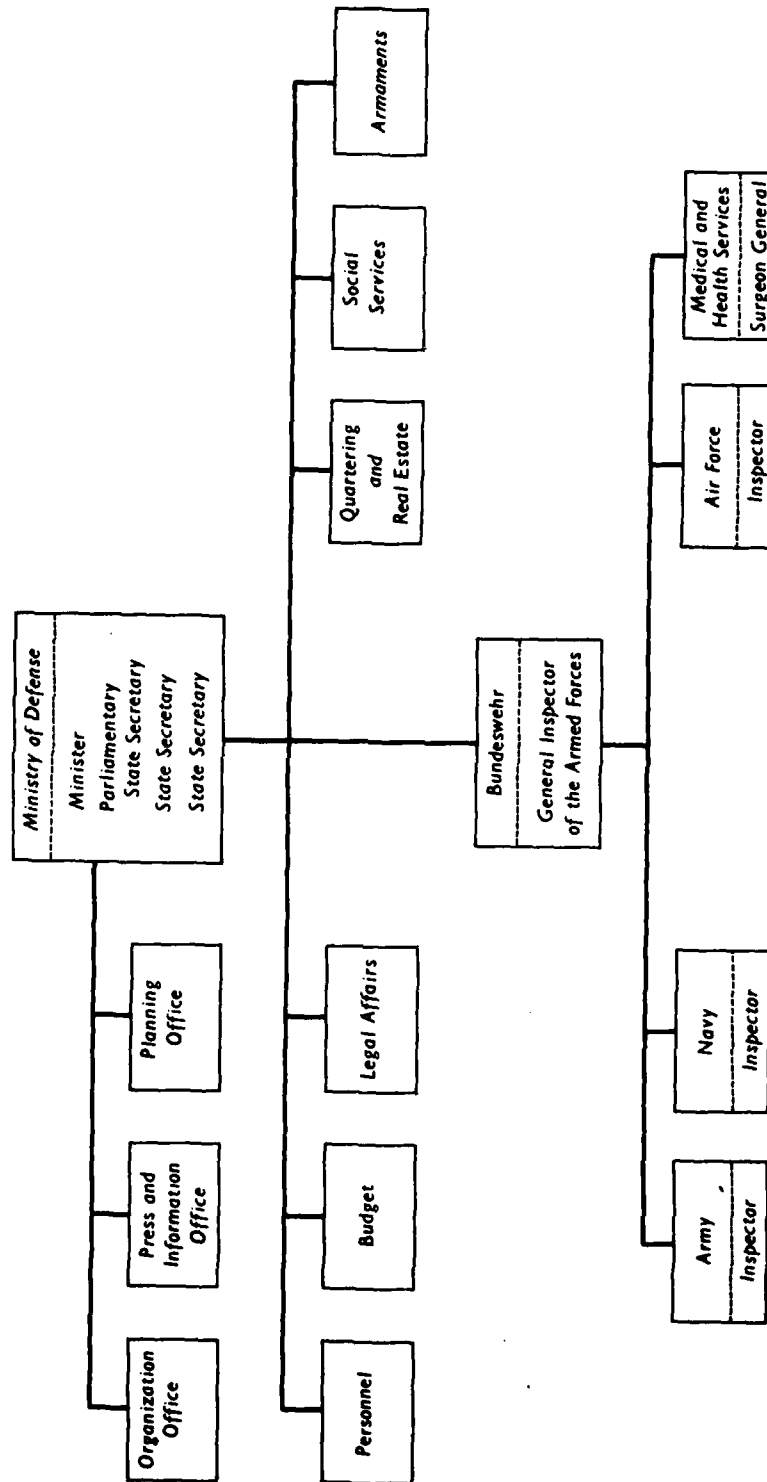 Ministry of Defense
Minister
Parliamentary
State Secretary
State Secretary
State Secretary
Organization
Office
Press and
Information
Office
Planning
Office
Personnel
Budget
Legal Affairs
Quartering
and
Real Estate
Social
Services
Armaments
Bundeswehr
General Inspector
of the Armed Forces
Army
Inspector
Navy
Inspector
Air Force
Inspector
Medical and
Health Services
Surgeon General